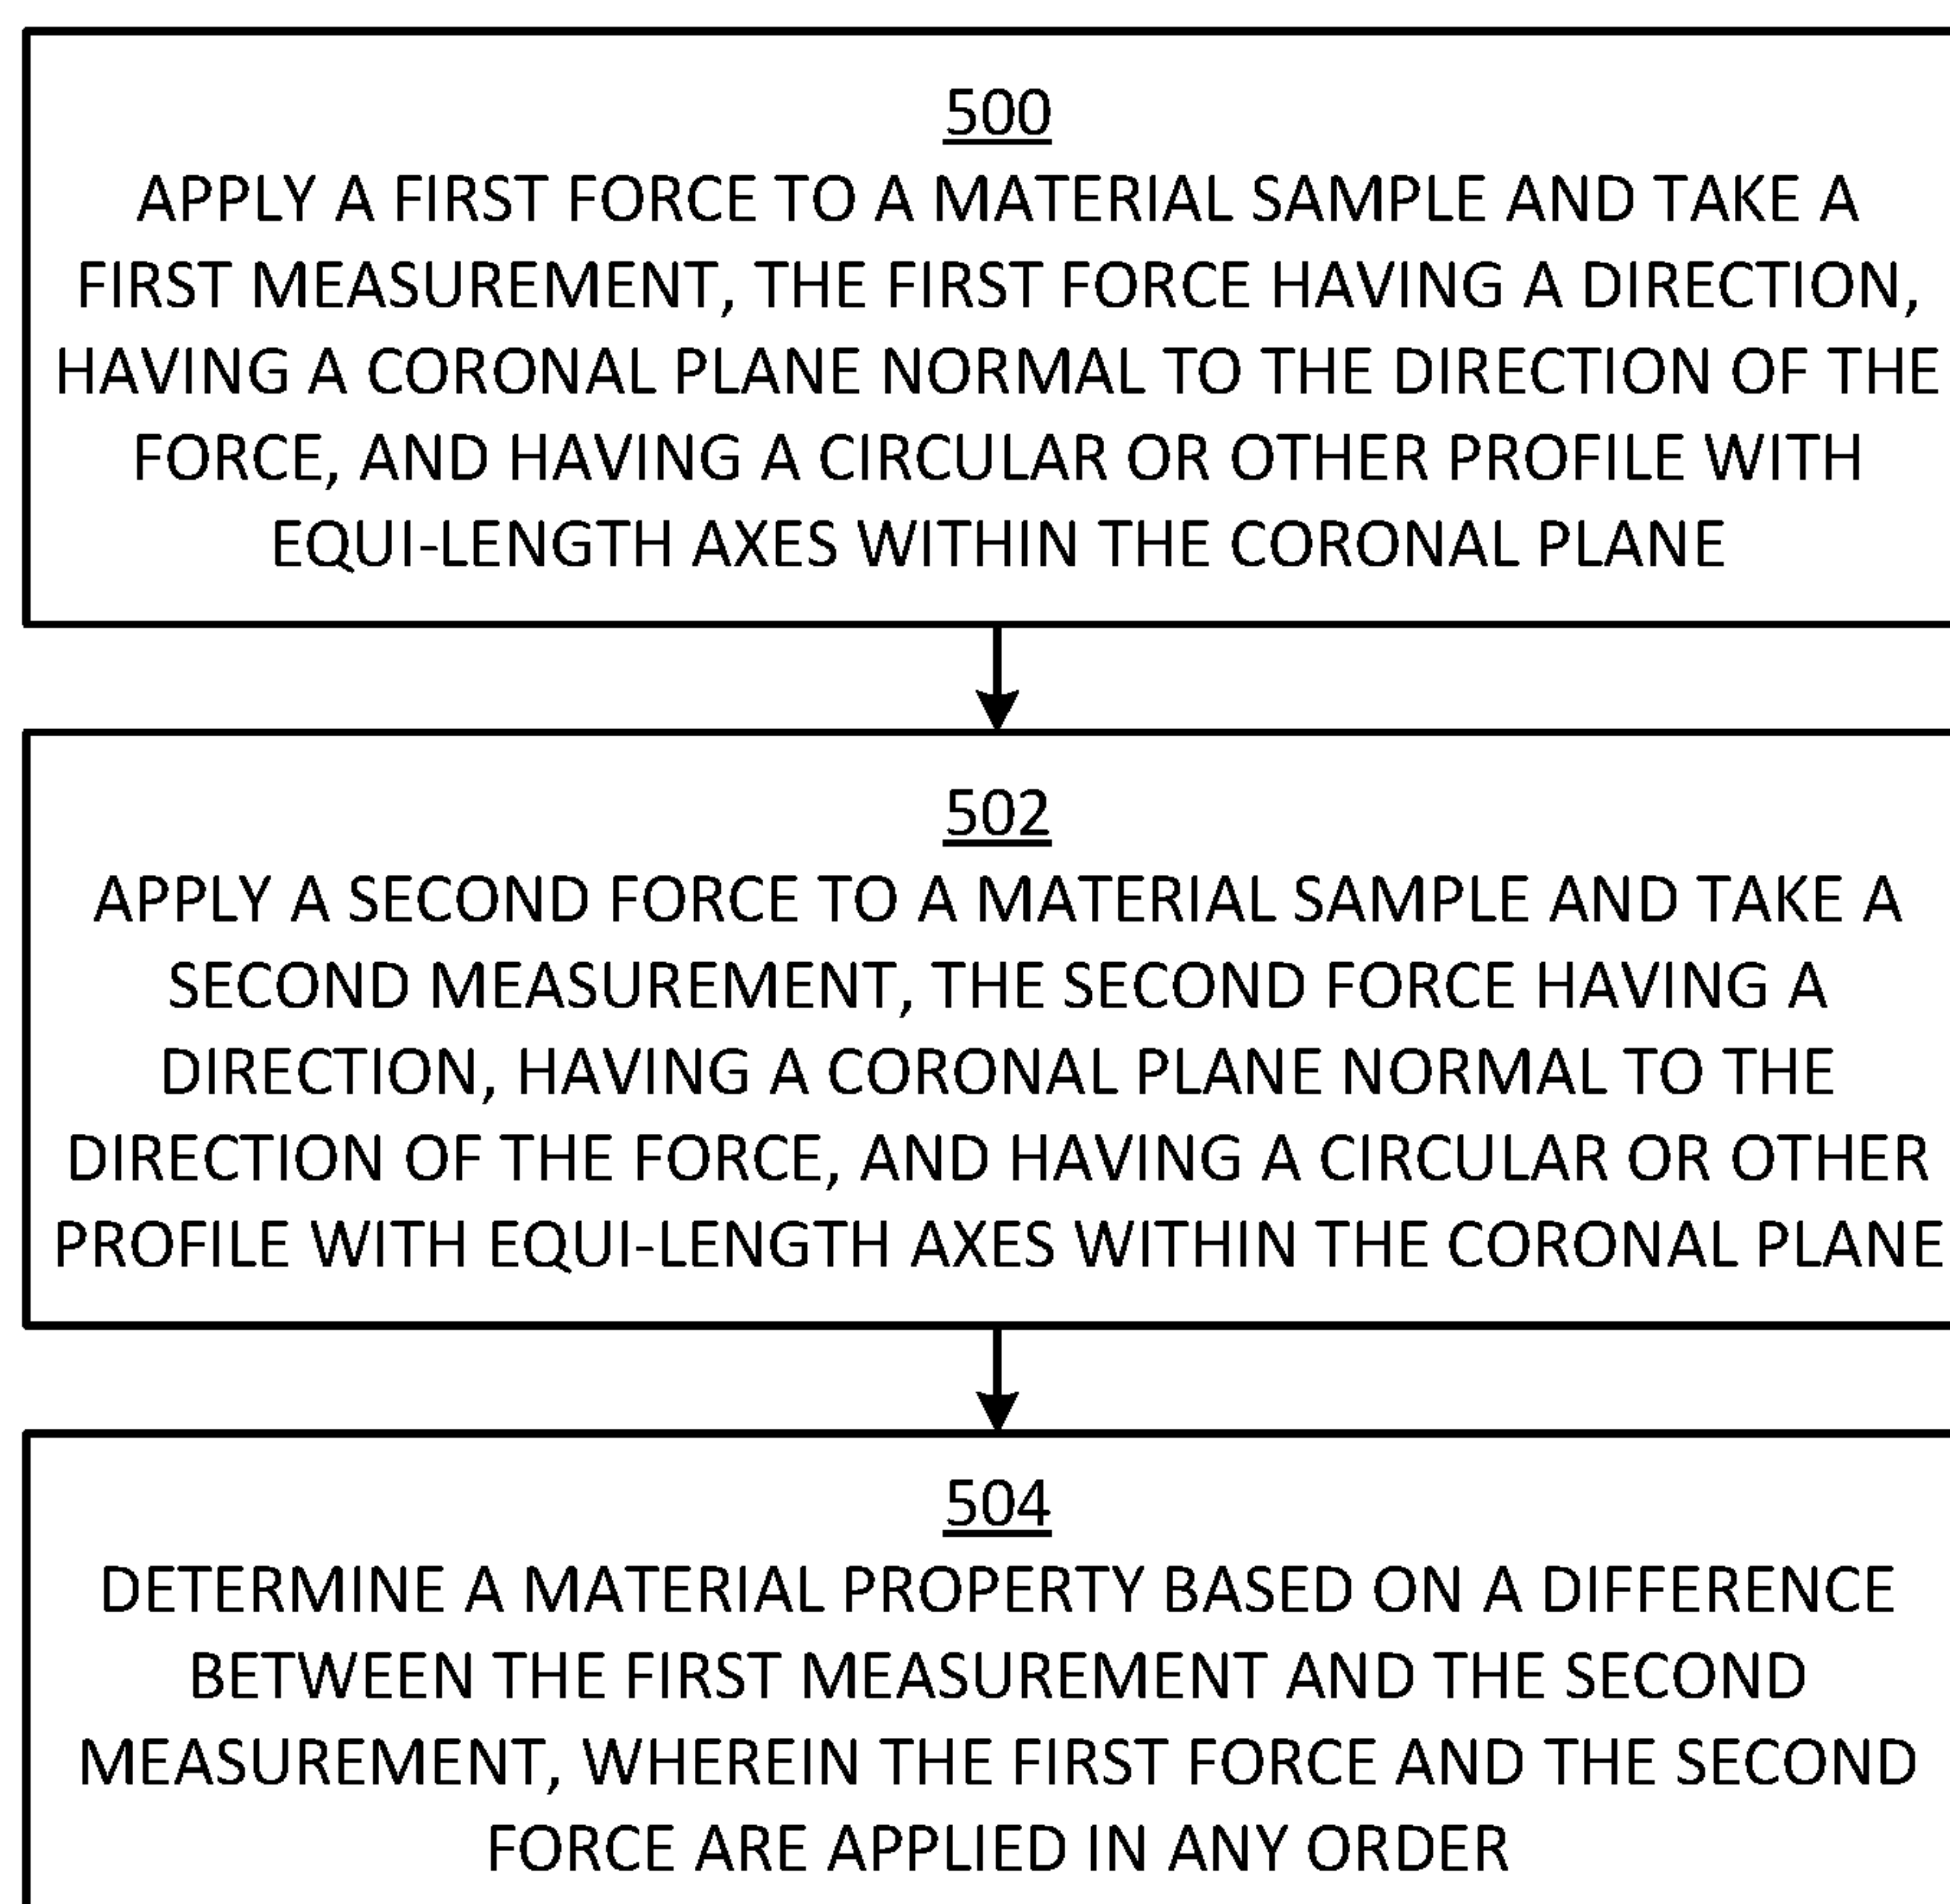 500
APPLY A FIRST FORCE TO A MATERIAL SAMPLE AND TAKE A
FIRST MEASUREMENT, THE FIRST FORCE HAVING A DIRECTION,
HAVING A CORONAL PLANE NORMAL TO THE DIRECTION OF THE
FORCE, AND HAVING A CIRCULAR OR OTHER PROFILE WITH
EQUI-LENGTH AXES WITHIN THE CORONAL PLANE
502
APPLY A SECOND FORCE TO A MATERIAL SAMPLE AND TAKE A
SECOND MEASUREMENT, THE SECOND FORCE HAVING A
DIRECTION, HAVING A CORONAL PLANE NORMAL TO THE
DIRECTION OF THE FORCE, AND HAVING A CIRCULAR OR OTHER
PROFILE WITH EQUI-LENGTH AXES WITHIN THE CORONAL PLANE
504
DETERMINE A MATERIAL PROPERTY BASED ON A DIFFERENCE
BETWEEN THE FIRST MEASUREMENT AND THE SECOND
MEASUREMENT, WHEREIN THE FIRST FORCE AND THE SECOND
FORCE ARE APPLIED IN ANY ORDER